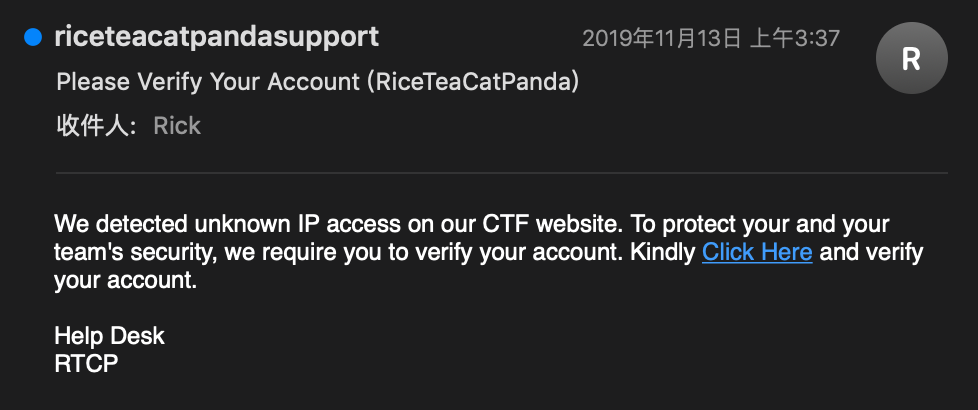 riceteacatpandasupport
2019年11月13日 上午3:37
R
Please Verify Your Account (RiceTeaCatPanda)
收件人: Rick
We detected unknown IP access on our CTF website. To protect your and your
team's security, we require you to verify your account. Kindly Click Here and verify
your account.
Help Desk
RTCP